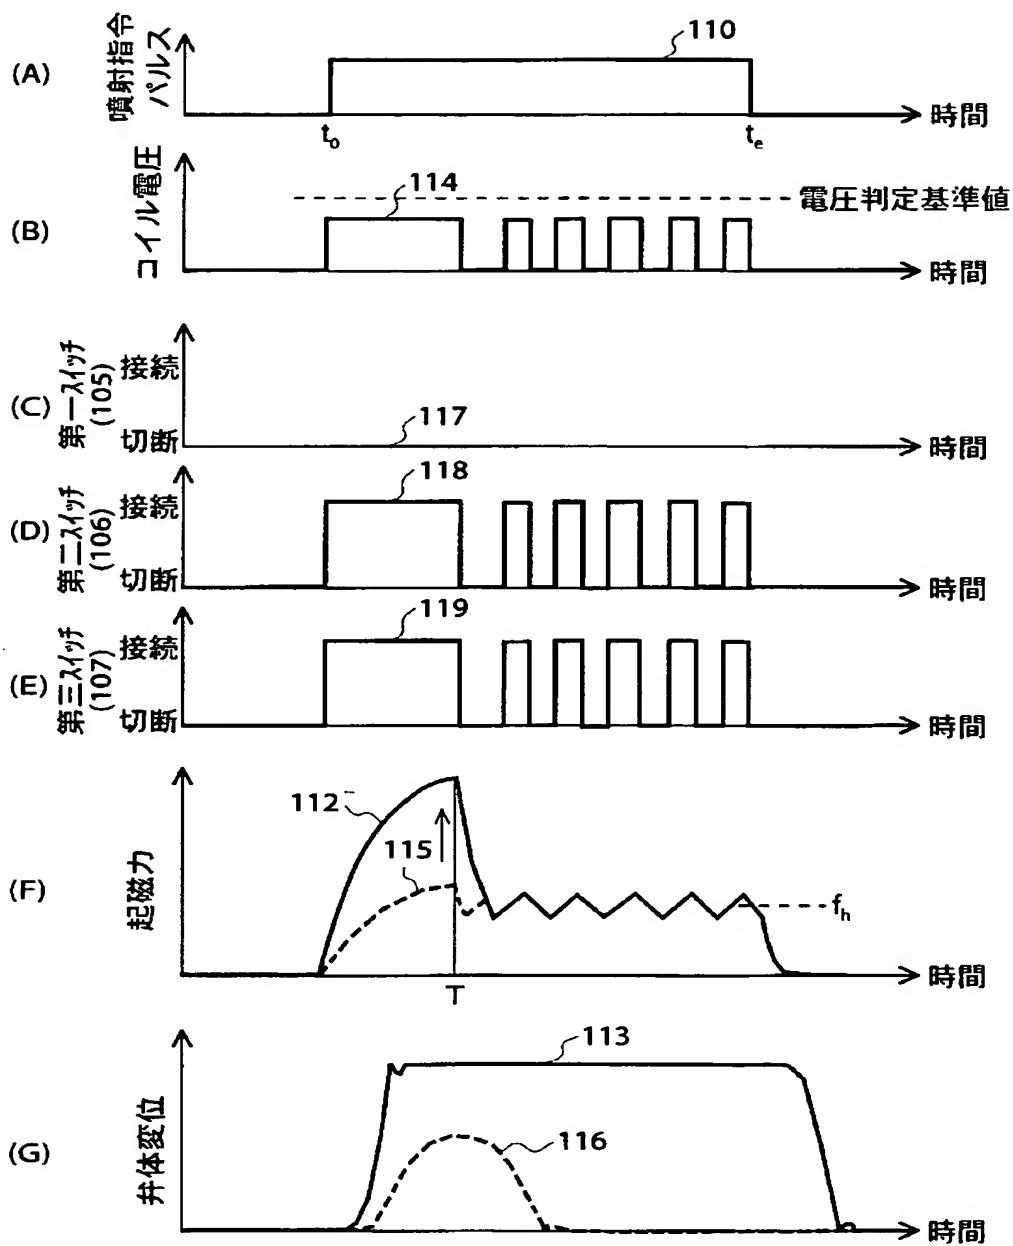 (A)
噴射指令
パルス
110
時間
to
te
(B)
コイル電圧
114
電圧判定基準値
時間
(C)
第一スイッチ
(105)
接続
切断
117
時間
(D)
第二スイッチ
(106)
接続
切断
118
時間
(E)
第三スイッチ
(107)
接続
切断
119
時間
(F)
起磁力
112
115
fh
T
時間
(G)
弁体変位
113
116
時間